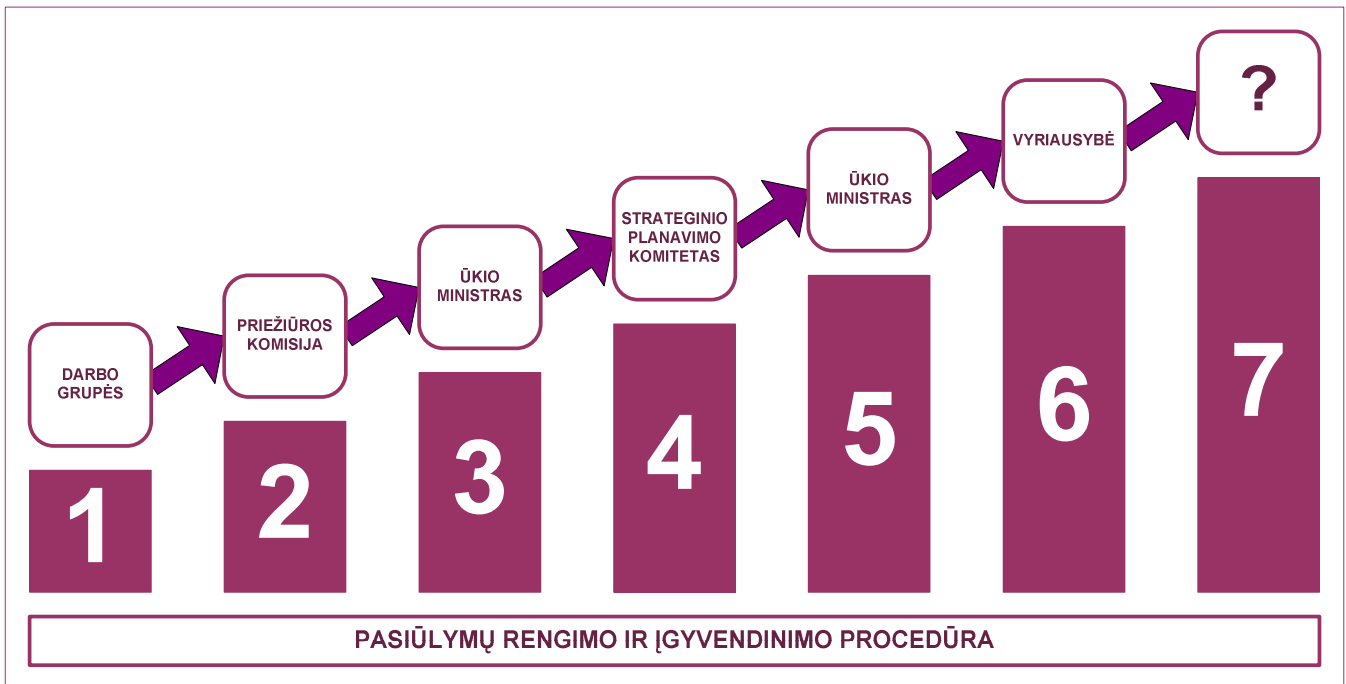 DARBO
GRUPĖS
PRIEŽIŪROS
KOMISIJA
ŪKIO
MINISTRAS
STRATEGINIO
PLANAVIMO
KOMITETAS
ŪKIO
MINISTRAS
VYRIAUSYBĖ
?
1
2
3
4
5
6
7
PASIŪLYMŲ RENGIMO IR ĮGYVENDINIMO PROCEDŪRA